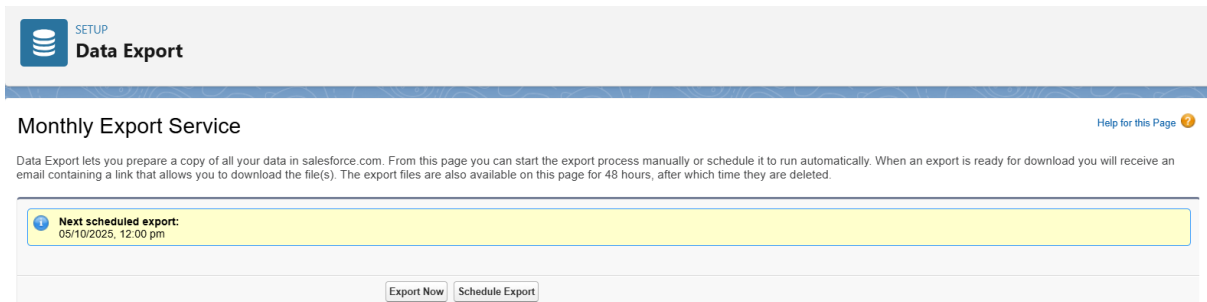 SETUP
Data Export
Monthly Export Service
Help for this Page
Data Export lets you prepare a copy of all your data in salesforce.com. From this page you can start the export process manually or schedule it to run automatically. When an export is ready for download you will receive an
email containing a link that allows you to download the file(s). The export files are also available on this page for 48 hours, after which time they are deleted.
Next scheduled export:
05/10/2025, 12:00 pm
Export Now Schedule Export